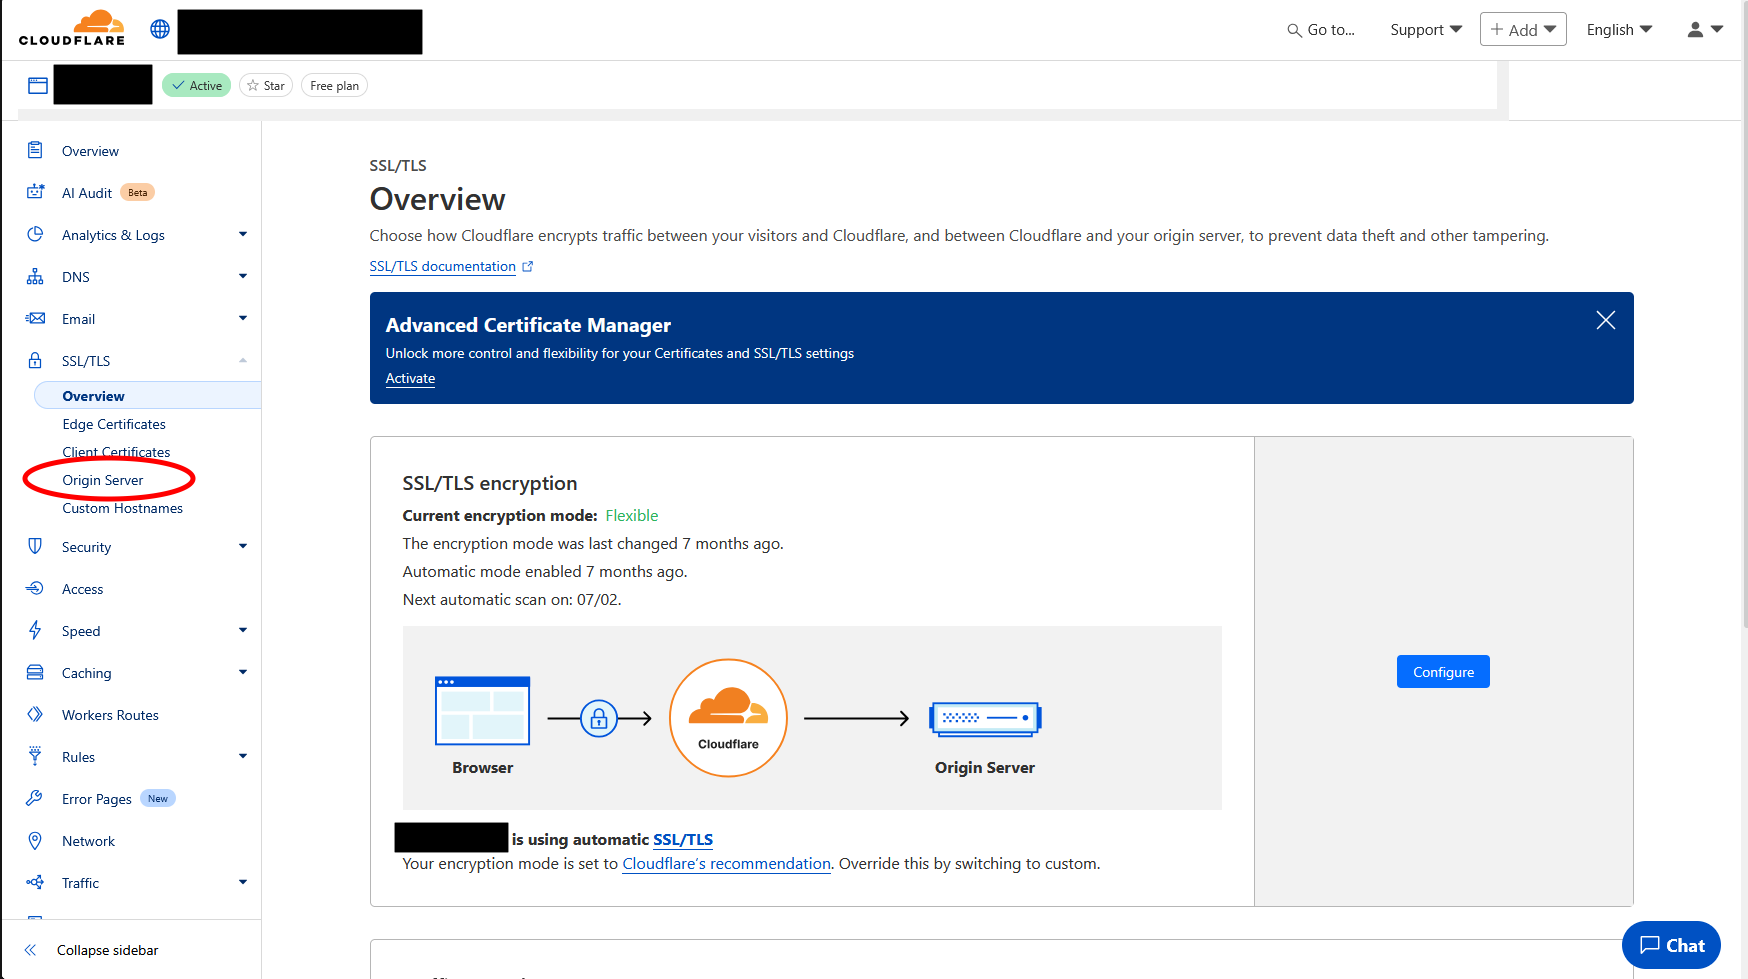 CLOUDFLARE
Go to...
Support
+ Add
English
Active
Star
Free plan
Overview
AI Audit Beta
Analytics & Logs
DNS
Email
SSL/TLS
Overview
Edge Certificates
Client Certificates
Origin Server
Custom Hostnames
Security
Access
Speed
Caching
Workers Routes
Rules
Error Pages New
Network
Traffic
Collapse sidebar
SSL/TLS
Overview
Choose how Cloudflare encrypts traffic between your visitors and Cloudflare, and between Cloudflare and your origin server, to prevent data theft and other tampering.
SSL/TLS documentation
Advanced Certificate Manager
Unlock more control and flexibility for your Certificates and SSL/TLS settings
Activate
SSL/TLS encryption
Current encryption mode: Flexible
The encryption mode was last changed 7 months ago.
Automatic mode enabled 7 months ago.
Next automatic scan on: 07/02.
Cloudflare
Browser
Origin Server
is using automatic SSL/TLS
Your encryption mode is set to Cloudflare's recommendation. Override this by switching to custom.
Configure
Chat